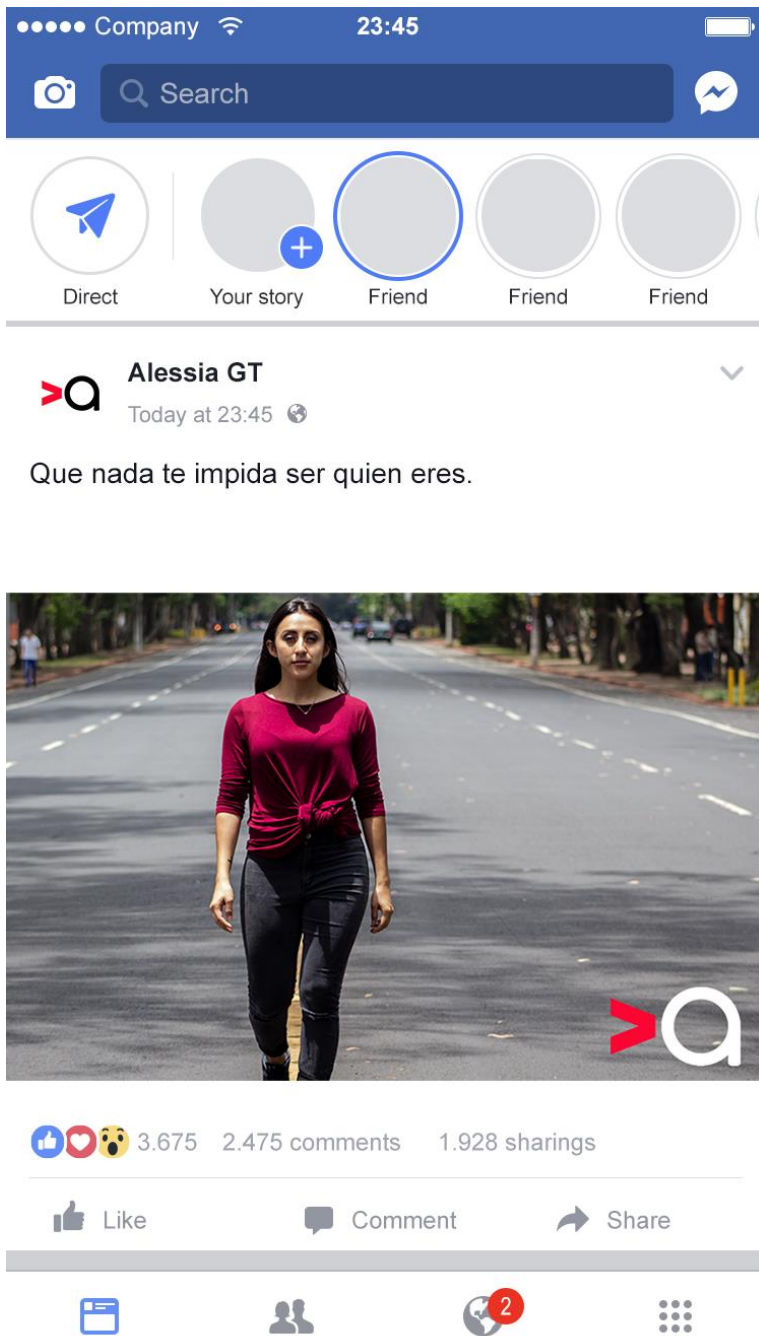 Company 23:45
Search
Direct Your story Friend Friend Friend
Alessia GT
Today at 23:45
Que nada te impida ser quien eres.
>a
3.675 2.475 comments 1.928 sharings
Like Comment Share
2